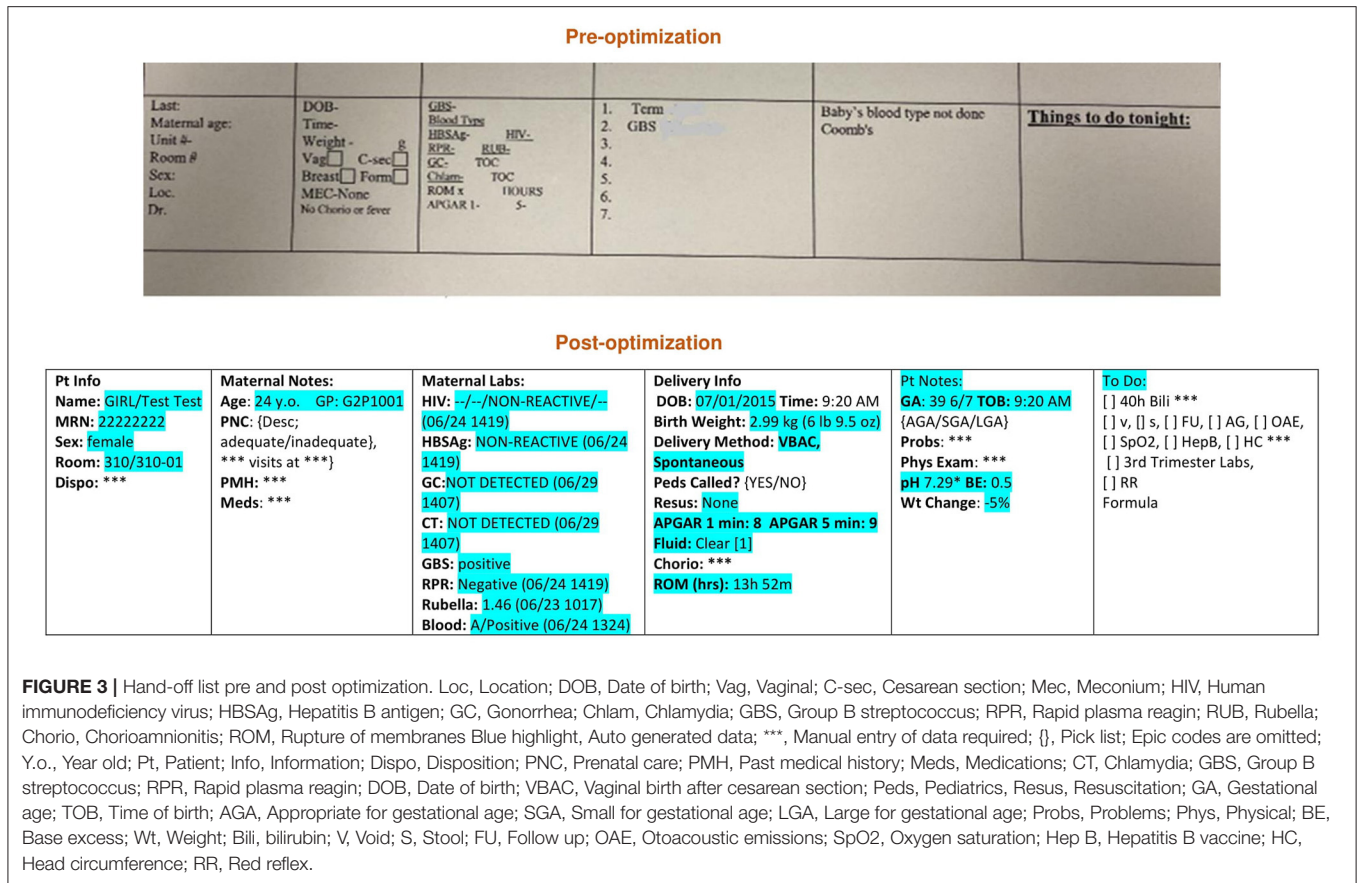 Pre-optimization
Last:
Maternal age:
Unit #-
Room #
Sex:
Loc.
Dr.
DOB-
Time-
Weight - g
Vag C-sec
Breast Form
MEC-None
No Chorio or fever
GBS-
Blood Type
HBSAg- HIV-
RPR- RUB-
GC- TOC
Chlam- TOC
ROM x HOURS
APGAR 1- 5-
1. Term
2. GBS
3.
4.
5.
6.
7.
Baby's blood type not done
Coomb's
Things to do tonight:
Post-optimization
Pt Info
Name: GIRL/Test Test
MRN: 22222222
Sex: female
Room: 310/310-01
Dispo: ***
Maternal Notes:
Age: 24 y.o. GP: G2P1001
PNC: {Desc;
adequate/inadequate},
*** visits at ***}
PMH: ***
Meds: ***
Maternal Labs:
HIV: --/--/NON-REACTIVE/--
(06/24 1419)
HBSAg: NON-REACTIVE (06/24
1419)
GC:NOT DETECTED (06/29
1407)
CT: NOT DETECTED (06/29
1407)
GBS: positive
RPR: Negative (06/24 1419)
Rubella: 1.46 (06/23 1017)
Blood: A/Positive (06/24 1324)
Delivery Info
DOB: 07/01/2015 Time: 9:20 AM
Birth Weight: 2.99 kg (6 lb 9.5 oz)
Delivery Method: VBAC,
Spontaneous
Peds Called? {YES/NO}
Resus: None
APGAR 1 min: 8 APGAR 5 min: 9
Fluid: Clear [1]
Chorio: ***
ROM (hrs): 13h 52m
Pt Notes:
GA: 39 6/7 TOB: 9:20 AM
{AGA/SGA/LGA}
Probs: ***
Phys Exam: ***
pH 7.29* BE: 0.5
Wt Change: -5%
To Do:
[ ] 40h Bili ***
[ ] v, [] s, [ ] FU, [ ] AG, [ ] OAE,
[ ] SpO2, [ ] HepB, [ ] HC ***
[ ] 3rd Trimester Labs,
[ ] RR
Formula
FIGURE 3 | Hand-off list pre and post optimization. Loc, Location; DOB, Date of birth; Vag, Vaginal; C-sec, Cesarean section; Mec, Meconium; HIV, Human
immunodeficiency virus; HBSAg, Hepatitis B antigen; GC, Gonorrhea; Chlam, Chlamydia; GBS, Group B streptococcus; RPR, Rapid plasma reagin; RUB, Rubella;
Chorio, Chorioamnionitis; ROM, Rupture of membranes Blue highlight, Auto generated data; ***, Manual entry of data required; {}, Pick list; Epic codes are omitted;
Y.o., Year old; Pt, Patient; Info, Information; Dispo, Disposition; PNC, Prenatal care; PMH, Past medical history; Meds, Medications; CT, Chlamydia; GBS, Group B
streptococcus; RPR, Rapid plasma reagin; DOB, Date of birth; VBAC, Vaginal birth after cesarean section; Peds, Pediatrics, Resus, Resuscitation; GA, Gestational
age; TOB, Time of birth; AGA, Appropriate for gestational age; SGA, Small for gestational age; LGA, Large for gestational age; Probs, Problems; Phys, Physical; BE,
Base excess; Wt, Weight; Bili, bilirubin; V, Void; S, Stool; FU, Follow up; OAE, Otoacoustic emissions; SpO2, Oxygen saturation; Hep B, Hepatitis B vaccine; HC,
Head circumference; RR, Red reflex.